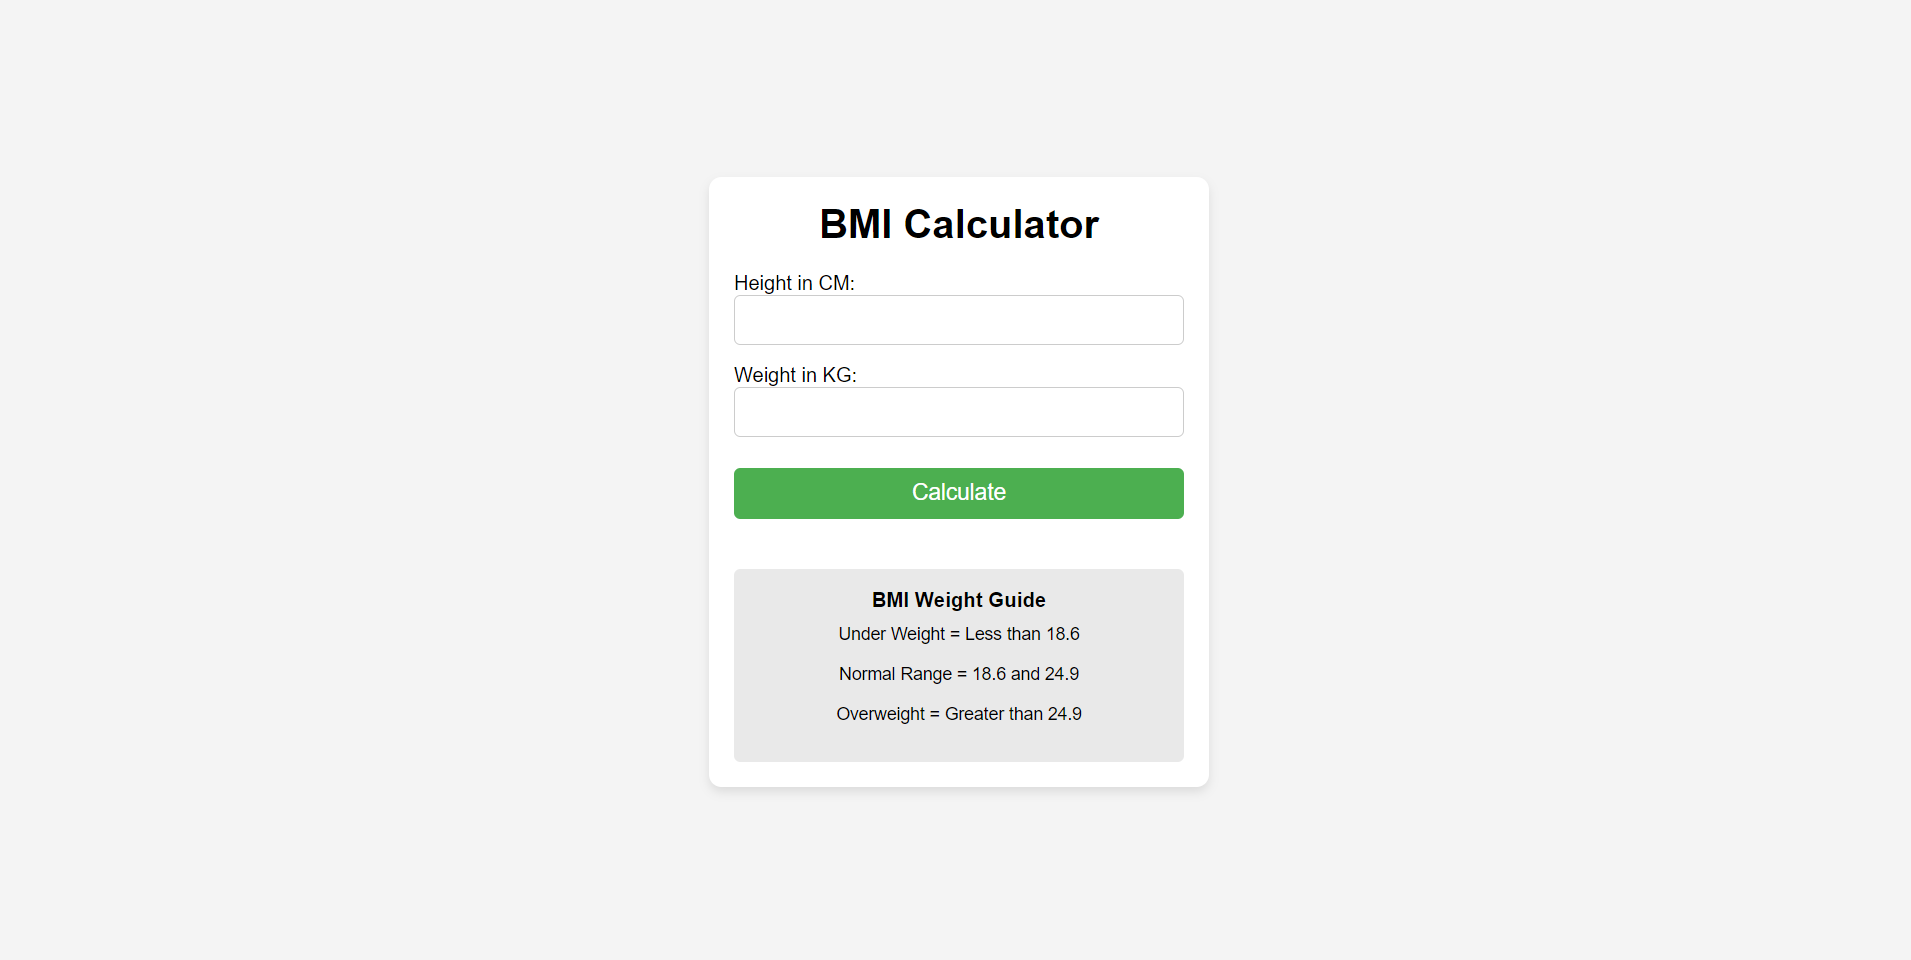 BMI Calculator
Height in CM:
Weight in KG:
Calculate
BMI Weight Guide
Under Weight = Less than 18.6
Normal Range = 18.6 and 24.9
Overweight = Greater than 24.9